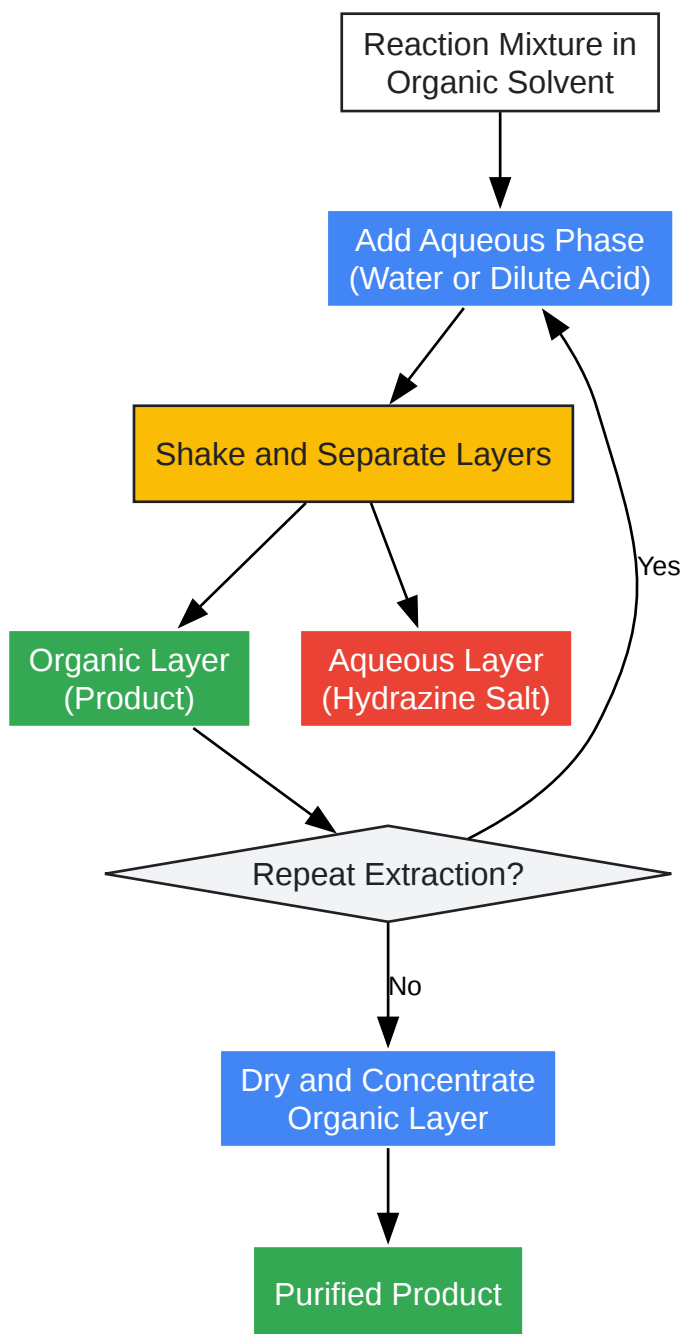 Reaction Mixture in
Organic Solvent
Add Aqueous Phase
(Water or Dilute Acid)
Shake and Separate Layers
Yes
Organic Layer
(Product)
Aqueous Layer
(Hydrazine Salt)
Repeat Extraction?
No
Dry and Concentrate
Organic Layer
Purified Product